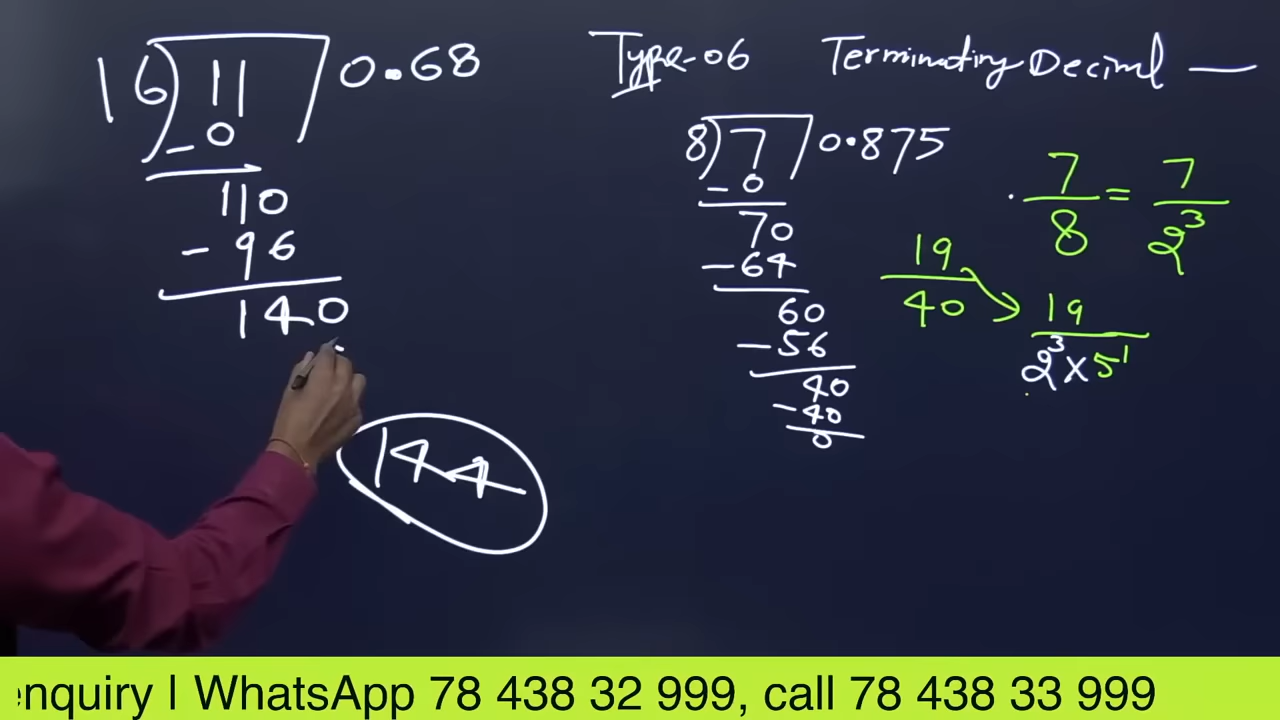 16) 11 ) 0.68
- 0
110
- 96
140
144
Type-06 Terminating Decimal —
8) 7 ) 0.875
- 0
70
- 64
60
- 56
40
- 40
0
7/8 = 7/2³
19/40 → 19/2³×5¹
enquiry I WhatsApp 78 438 32 999, call 78 438 33 999